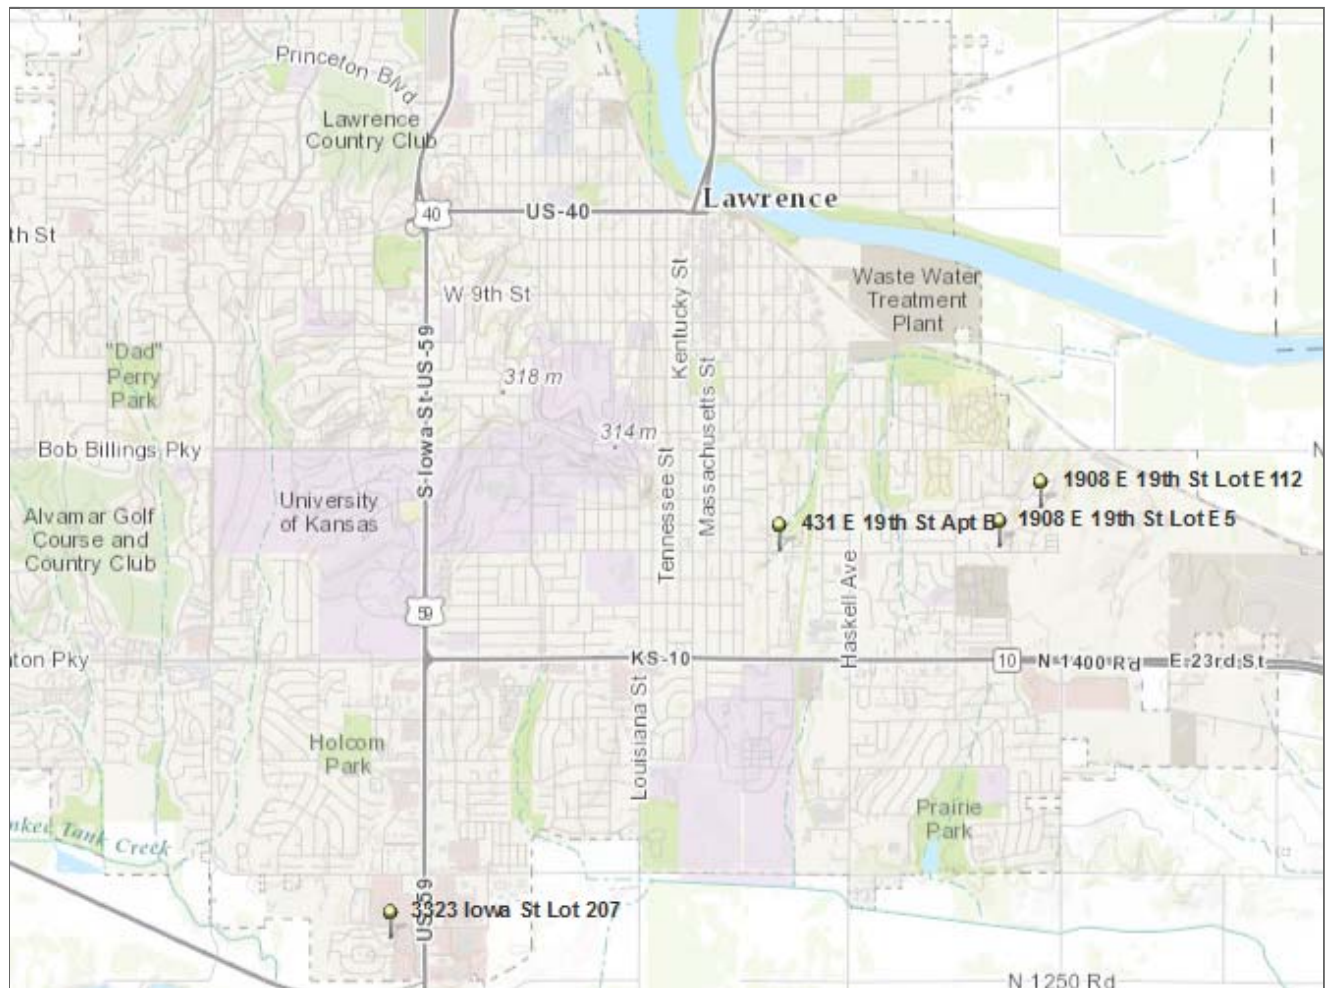 Princeton Blvd
Lawrence
Country Club
Lawrence
40
US-40
th St
W 9th St
Waste Water
Treatment
Plant
Kentucky St
S-Iowa-St-US-59
"Dad"
Perry
Park
318 m
Massachusetts St
314 m
Bob Billings Pky
Tennessee St
1908 E 19th St Lot E 112
University
of Kansas
Alvamar Golf
Course and
Country Club
431 E 19th St Apt B
1908 E 19th St Lot E 5
Haskell Ave
59
ton Pky
KS-10
10
N 1400 Rd
E 23rd St
Louisiana St
Holcom
Park
Prairie
Park
nkee Tank Creek
3323 Iowa St Lot 207
US-59
N 1250 Rd
N